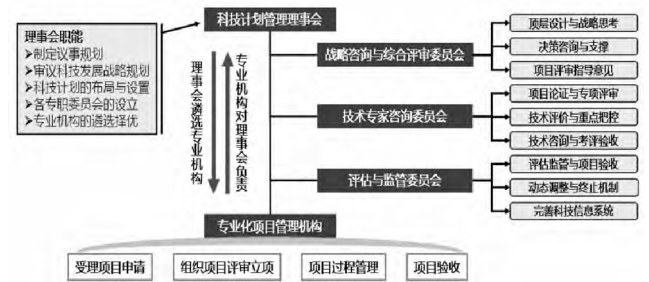 科技计划管理理事会
理事会职能
➢制定议事规划
➢审议科技发展战略规划
➢科技计划的布局与设置
➢各专职委员会的设立
➢专业机构的遴选择优
理事会遴选专业机构
专业机构对理事会负责
战略咨询与综合评审委员会
顶层设计与战略思考
决策咨询与支撑
项目评审指导意见
技术专家咨询委员会
项目论证与专项评审
技术评价与重点把控
技术咨询与考评验收
评估与监管委员会
评估监管与项目验收
动态调整与终止机制
完善科技信息系统
专业化项目管理机构
受理项目申请
组织项目评审立项
项目过程管理
项目验收